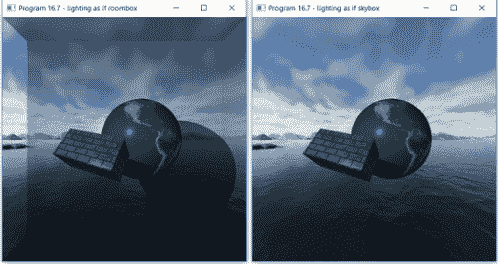 Program 16.7 - lighting as if roombox
Program 16.7 - lighting as if skybox